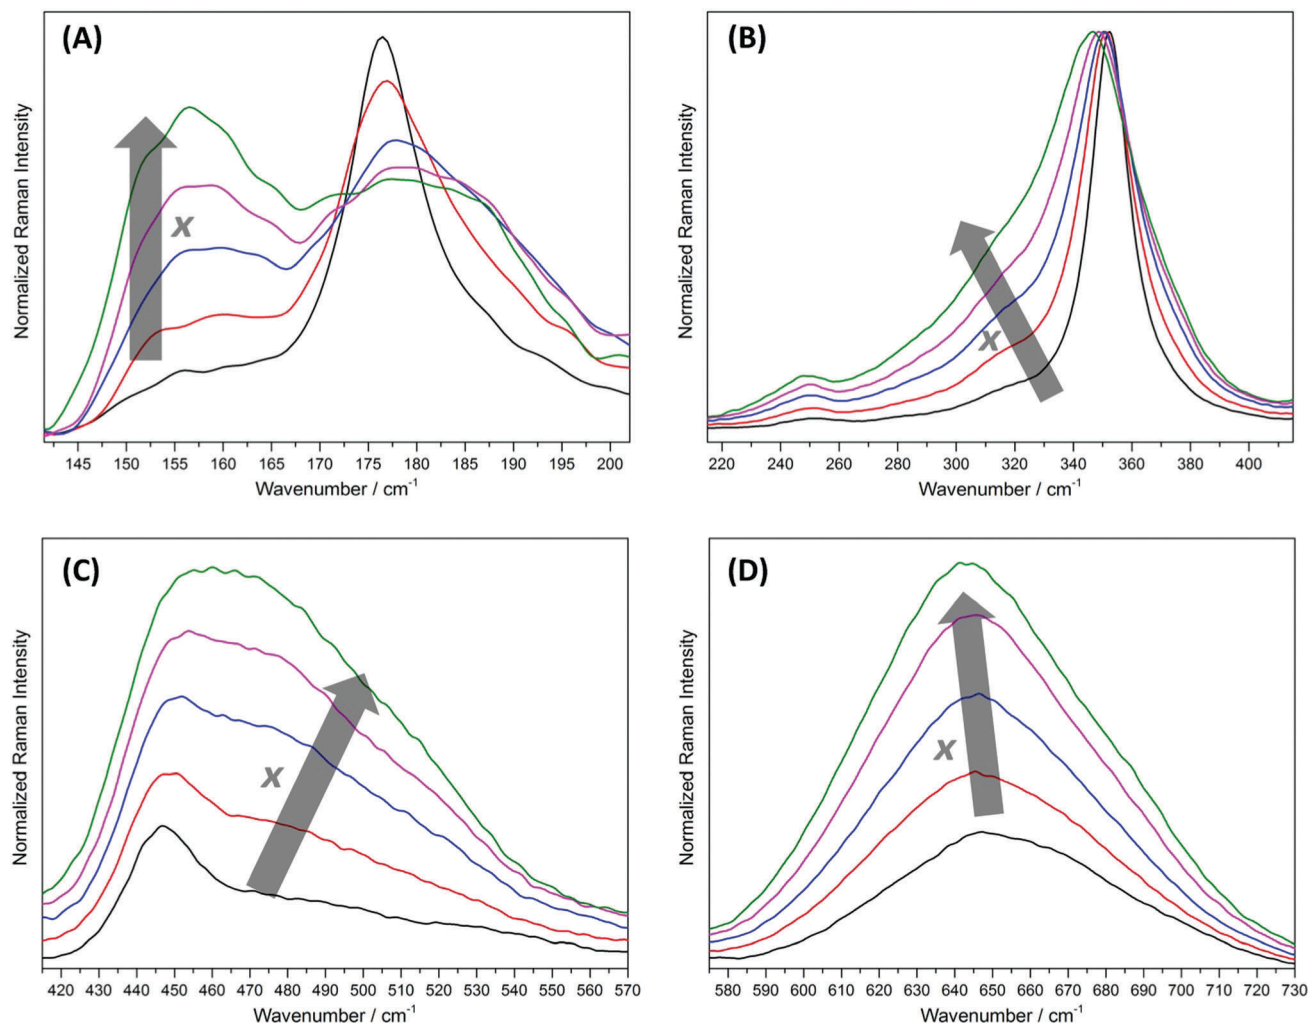 (A)
Normalized Raman Intensity
x
145 150 155 160 165 170 175 180 185 190 195 200
Wavenumber / cm⁻¹
(B)
Normalized Raman Intensity
x
220 240 260 280 300 320 340 360 380 400
Wavenumber / cm⁻¹
(C)
Normalized Raman Intensity
x
420 430 440 450 460 470 480 490 500 510 520 530 540 550 560 570
Wavenumber / cm⁻¹
(D)
Normalized Raman Intensity
x
580 590 600 610 620 630 640 650 660 670 680 690 700 710 720 730
Wavenumber / cm⁻¹